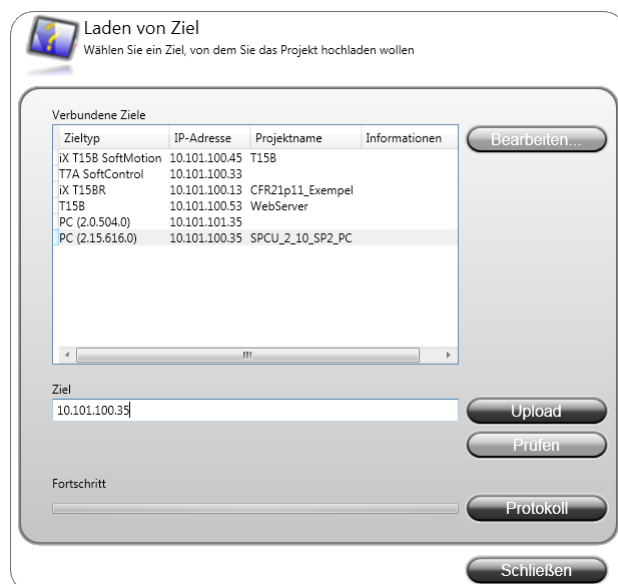 Laden von Ziel
Wählen Sie ein Ziel, von dem Sie das Projekt hochladen wollen
Verbundene Ziele
Zieltyp IP-Adresse Projektname Informationen
iX T15B SoftMotion 10.101.100.45 T15B
T7A SoftControl 10.101.100.33
iX T15BR 10.101.100.13 CFR21p11_Exempel
T15B 10.101.100.53 WebServer
PC (2.0.504.0) 10.101.101.35
PC (2.15.616.0) 10.101.100.35 SPCU_2_10_SP2_PC
Bearbeiten...
Ziel
10.101.100.35
Upload
Prüfen
Fortschritt
Protokoll
Schließen